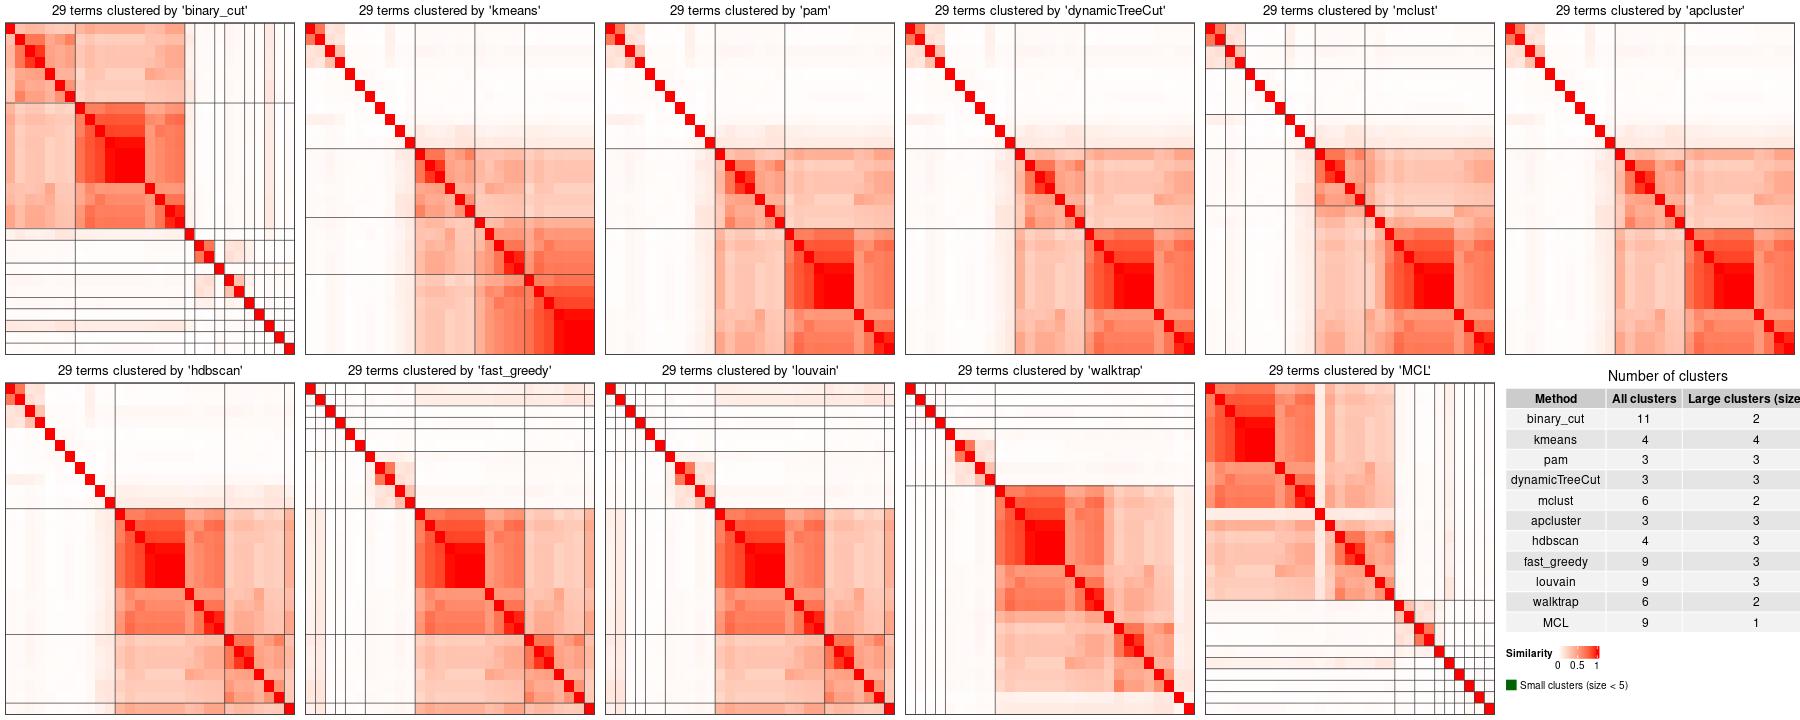 29 terms clustered by 'binary_cut'
29 terms clustered by 'kmeans'
29 terms clustered by 'pam'
29 terms clustered by 'dynamicTreeCut'
29 terms clustered by 'mclust'
29 terms clustered by 'apcluster'
29 terms clustered by 'hdbscan'
29 terms clustered by 'fast_greedy'
29 terms clustered by 'louvain'
29 terms clustered by 'walktrap'
29 terms clustered by 'MCL'
Number of clusters
Method All clusters Large clusters (size
binary_cut 11 2
kmeans 4 4
pam 3 3
dynamicTreeCut 3 3
mclust 6 2
apcluster 3 3
hdbscan 4 3
fast_greedy 9 3
louvain 9 3
walktrap 6 2
MCL 9 1
Similarity
0 0.5 1
Small clusters (size < 5)